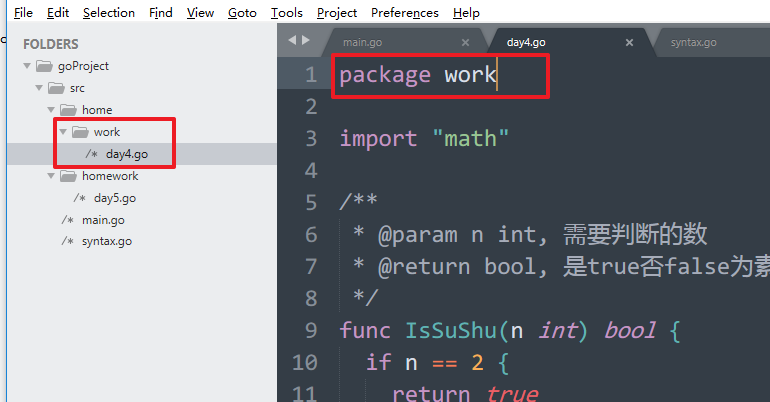 File Edit Selection Find View Goto Tools Project Preferences Help
FOLDERS
goProject
src
home
work
/* day4.go
homework
/* day5.go
/* main.go
/* syntax.go
main.go × day4.go × syntax.go
1 package work
2
3 import "math"
4
5 /**
6 * @param n int, 需要判断的数
7 * @return bool, 是true否false为素
8 */
9 func IsSuShu(n int) bool {
10 if n == 2 {
11 return true